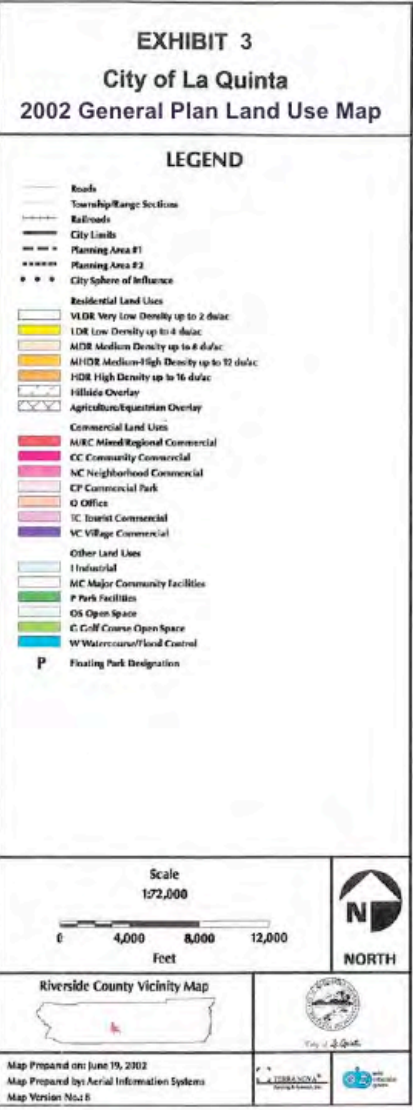 EXHIBIT 3
City of La Quinta
2002 General Plan Land Use Map
LEGEND
Roads
Township/Range Sections
Railroads
City Limits
Planning Area #1
Planning Area #2
City Sphere of Influence
Residential Land Uses
VLDR Very Low Density up to 2 du/ac
LDR Low Density up to 4 du/ac
MDR Medium Density up to 8 du/ac
MHDR Medium-High Density up to 12 du/ac
HDR High Density up to 16 du/ac
Hillside Overlay
Agriculture/Equestrian Overlay
Commercial Land Uses
M/RC Mixed/Regional Commercial
CC Community Commercial
NC Neighborhood Commercial
CP Commercial Park
O Office
TC Tourist Commercial
VC Village Commercial
Other Land Uses
I Industrial
MC Major Community Facilities
P Park Facilities
OS Open Space
G Golf Course Open Space
W Watercourse/Flood Control
P Floating Park Designation
Scale
1:72,000
0 4,000 8,000 12,000
Feet
N
NORTH
Riverside County Vicinity Map
City of La Quinta
Map Prepared on: June 19, 2002
Map Prepared by: Aerial Information Systems
Map Version No.: 8
TERRA NOVA